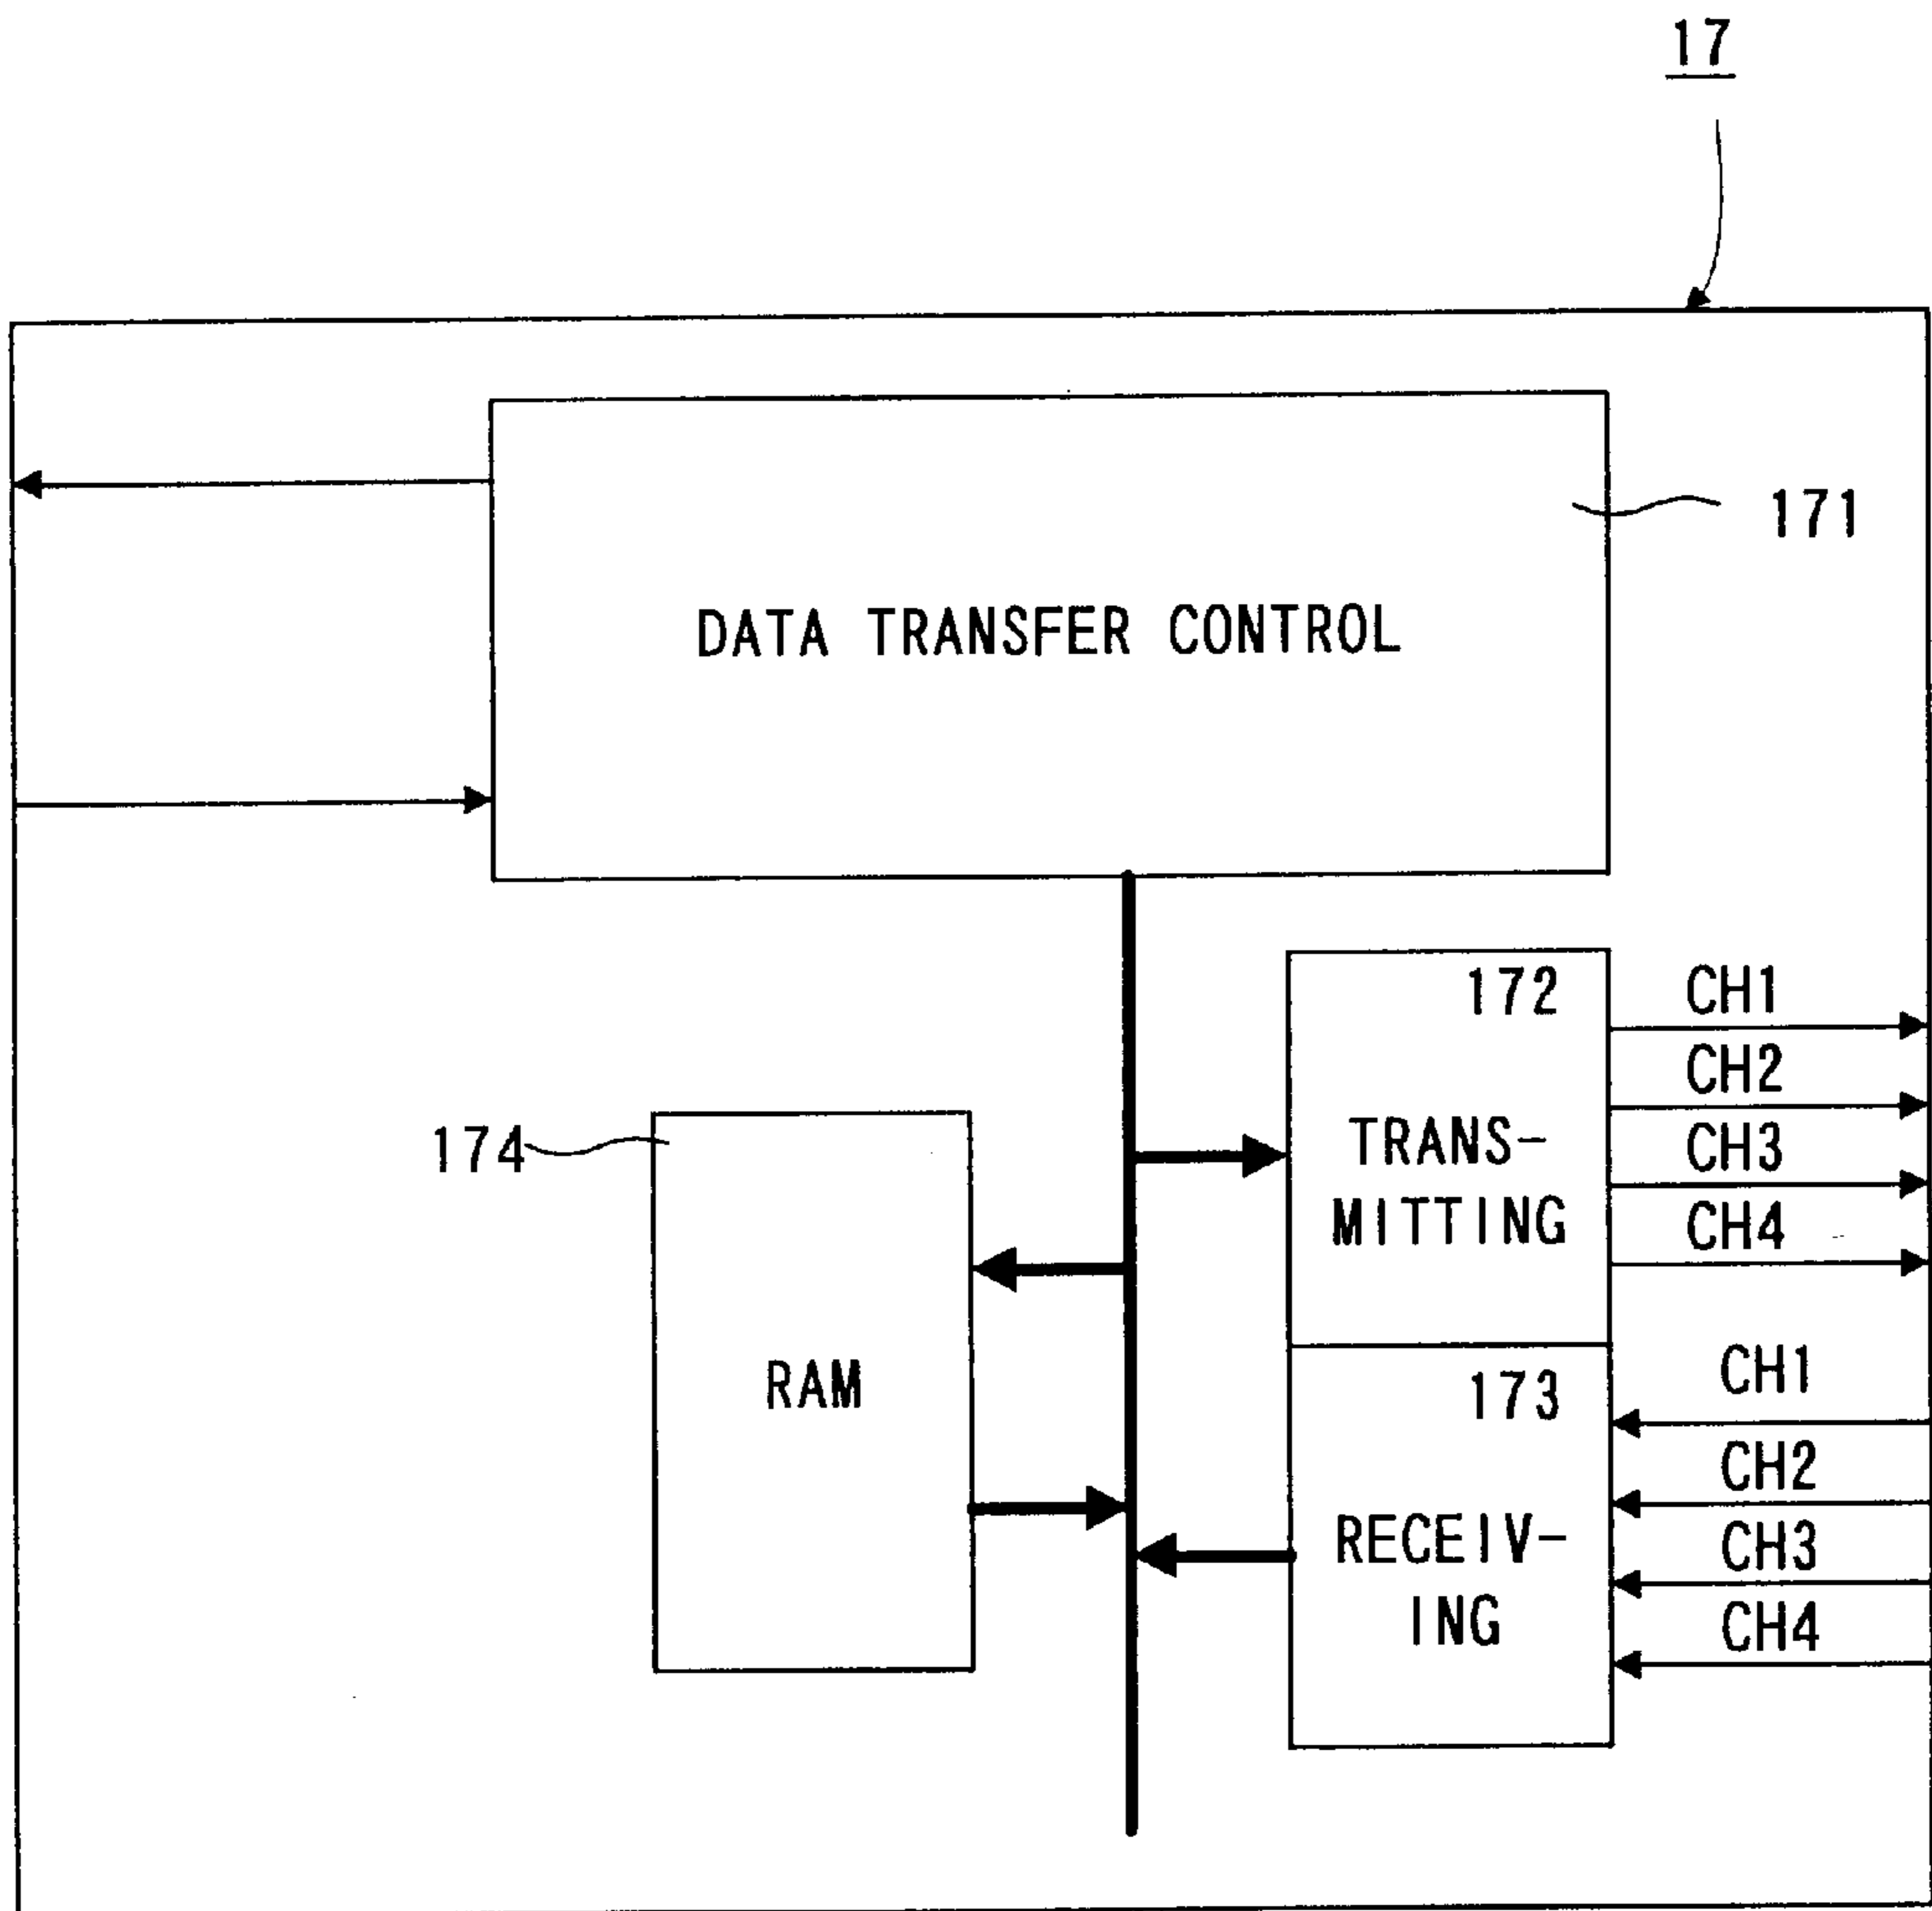 17
171
DATA TRANSFER CONTROL
172
CH1
CH2
174
TRANS-
MITTING
CH3
CH4
RAM
173
CH1
CH2
RECEIV-
ING
CH3
CH4